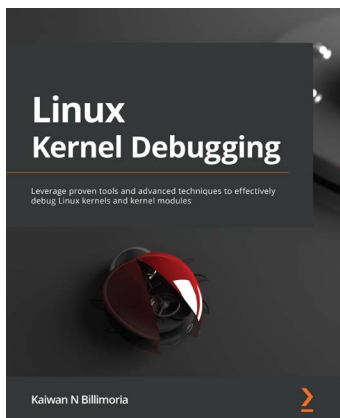 Linux
Kernel Debugging
Leverage proven tools and advanced techniques to effectively
debug Linux kernels and kernel modules
Kaiwan N Billimoria